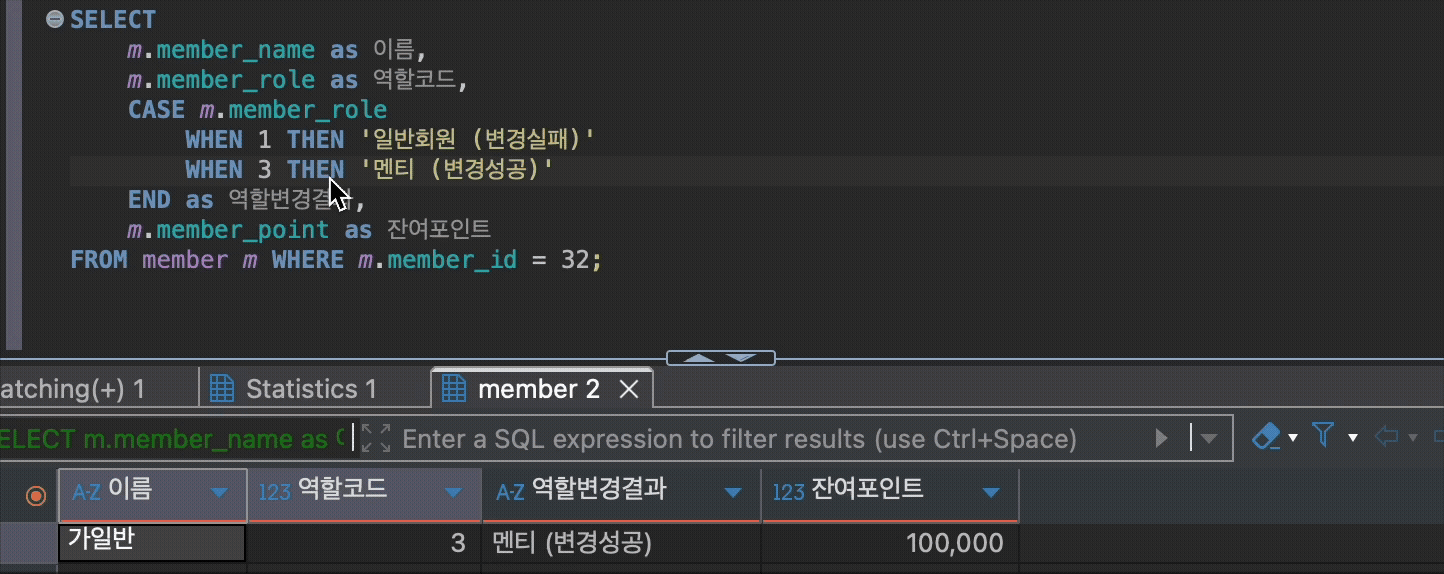 SELECT
m.member_name as 이름,
m.member_role as 역할코드,
CASE m.member_role
WHEN 1 THEN '일반회원 (변경실패)'
WHEN 3 THEN '멘티 (변경성공)'
END as 역할변경결과,
m.member_point as 잔여포인트
FROM member m WHERE m.member_id = 32;
atching(+) 1 Statistics 1 member 2
ELECT m.member_name as Enter a SQL expression to filter results (use Ctrl+Space)
A-Z 이름 123 역할코드 A-Z 역할변경결과 123 잔여포인트
가일반 3 멘티 (변경성공) 100,000